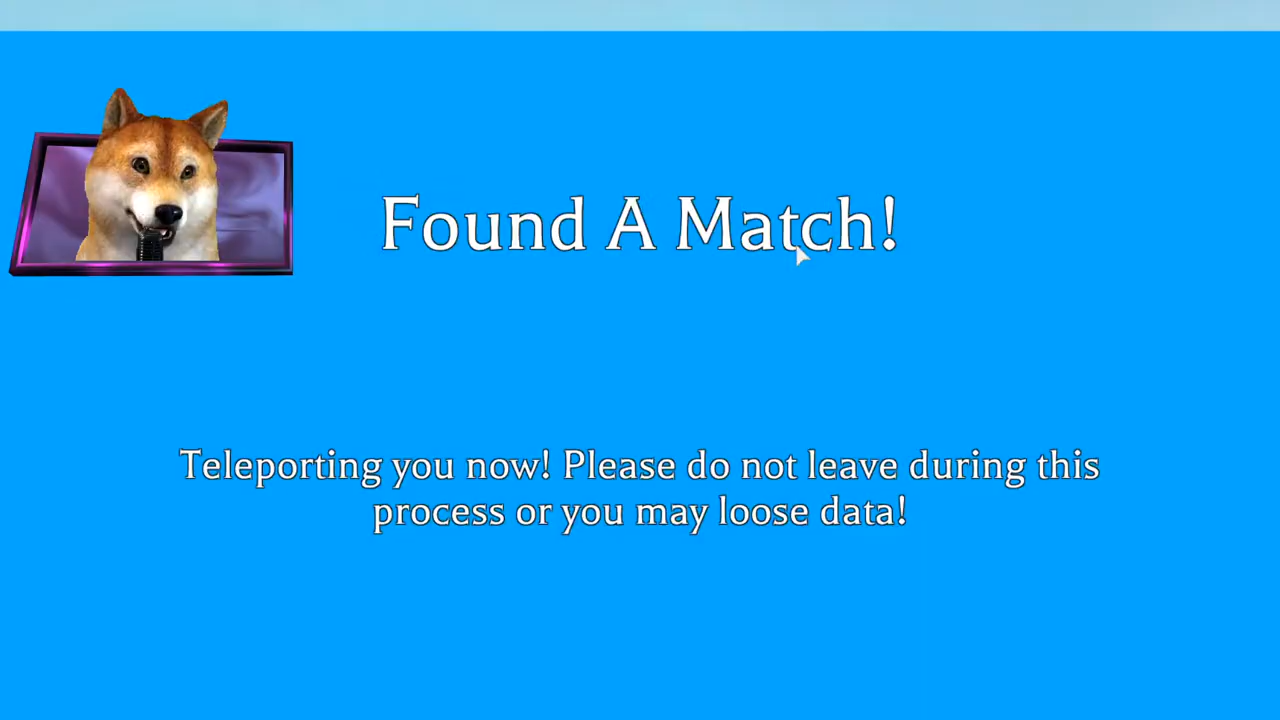 Found A Match!
Teleporting you now! Please do not leave during this
process or you may loose data!